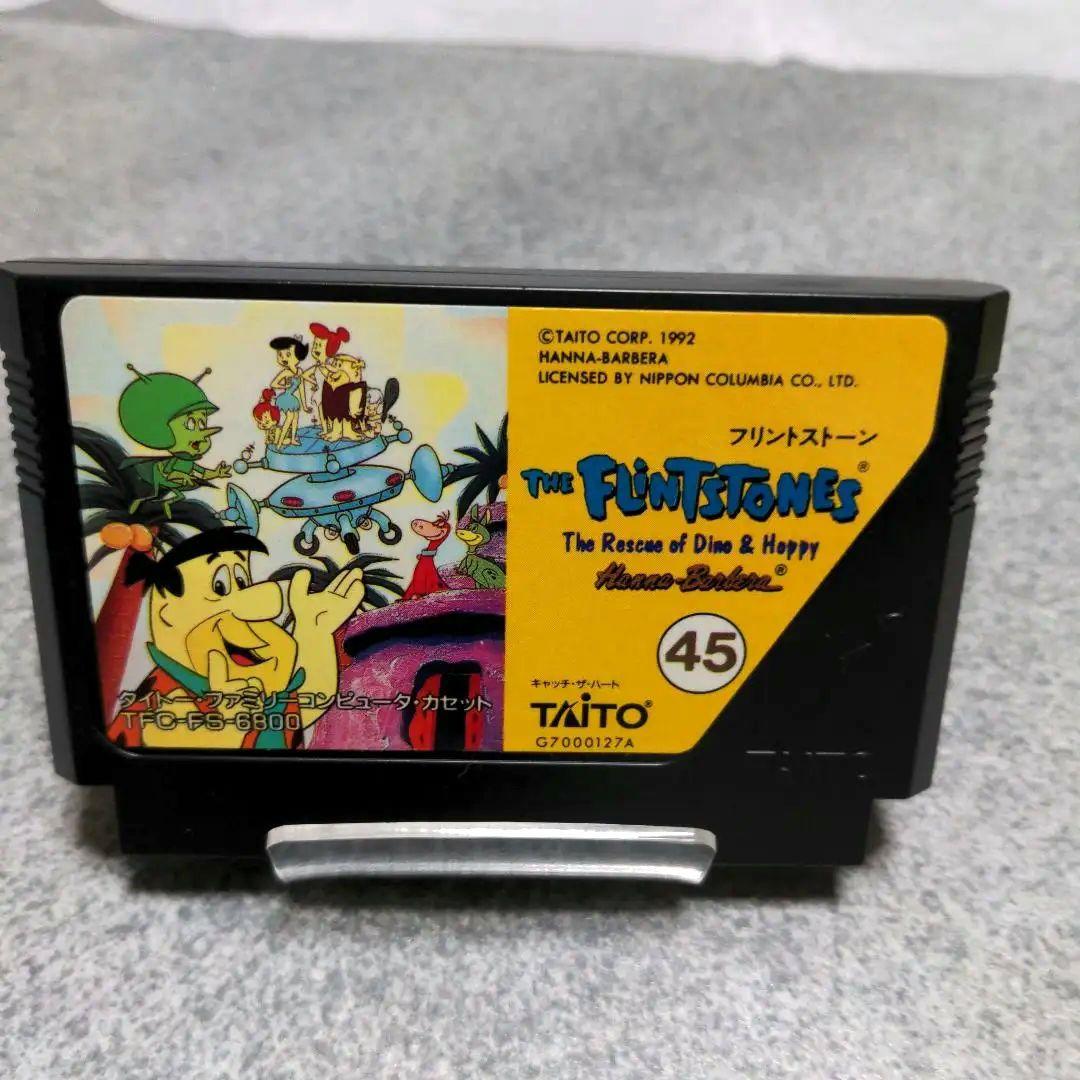 ©TAITO CORP. 1992
HANNA-BARBERA
LICENSED BY NIPPON COLUMBIA CO., LTD.
フリントストーン
THE FLINTSTONES®
The Rescue of Dino & Hoppy
Hanna-Barbera®
45
キャッチ・ザ・ハート
TAITO®
G7000127A
タイトー・ファミリーコンピュータ・カセット
TFC-FS-6800
TAITO